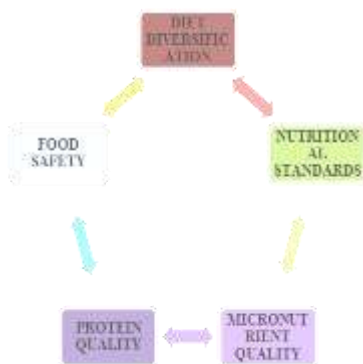 DIET
DIVERSIFIC
ATION
FOOD
SAFETY
NUTRITION
AL
STANDARDS
PROTEIN
QUALITY
MICRONUT
RIENT
QUALITY